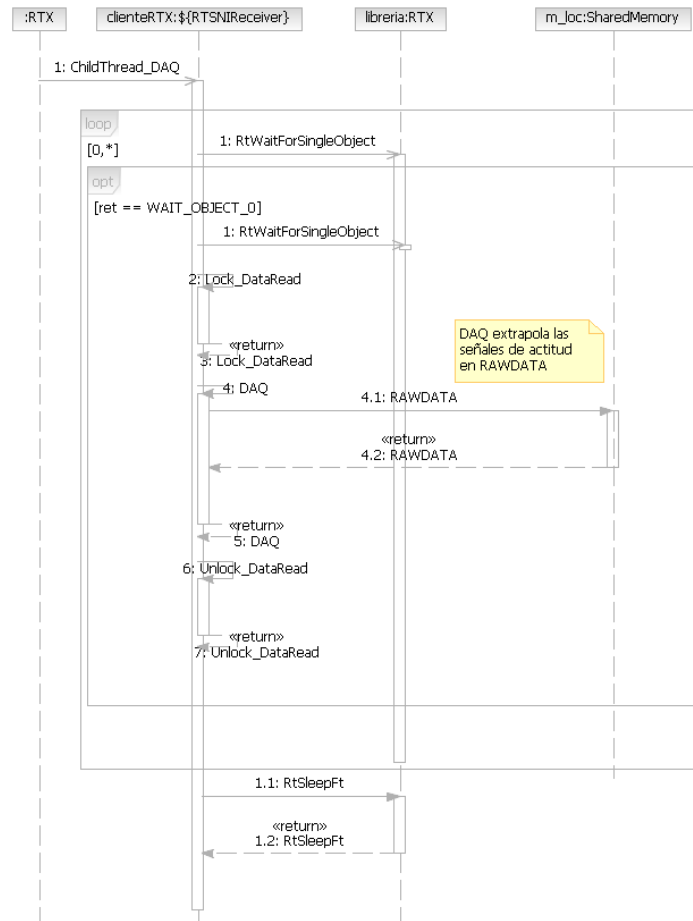 :RTX
clienteRTX:${RTSNIReceiver}
libreria:RTX
m_loc:SharedMemory
1: ChildThread_DAQ
loop
[0,*]
1: RtWaitForSingleObject
opt
[ret == WAIT_OBJECT_0]
1: RtWaitForSingleObject
2: Lock_DataRead
«return»
3: Lock_DataRead
DAQ extrapola las
señales de actitud
en RAWDATA
4: DAQ
4.1: RAWDATA
«return»
4.2: RAWDATA
«return»
5: DAQ
6: Unlock_DataRead
«return»
7: Unlock_DataRead
1.1: RtSleepFt
«return»
1.2: RtSleepFt